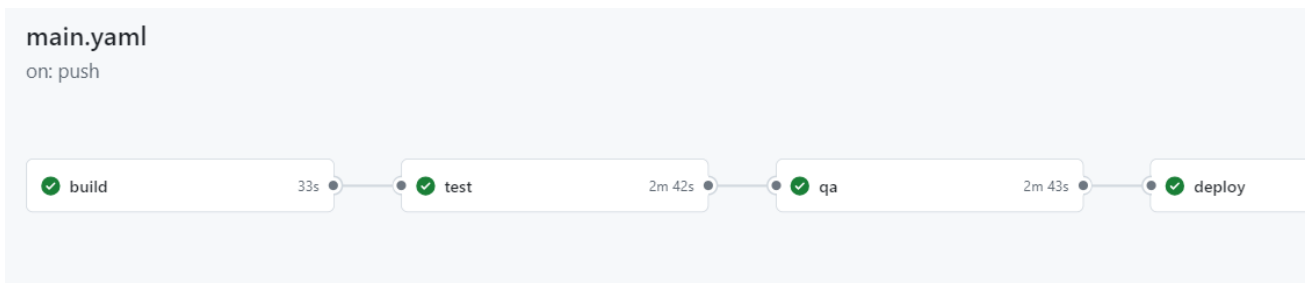 main.yaml
on: push
build 33s
test 2m 42s
qa 2m 43s
deploy